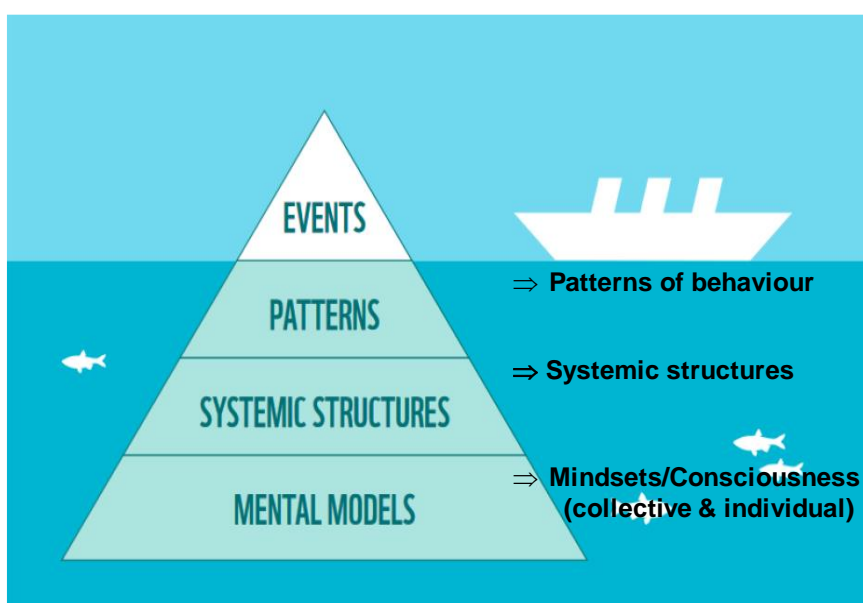 EVENTS
⇒ Patterns of behaviour
PATTERNS
⇒ Systemic structures
SYSTEMIC STRUCTURES
⇒ Mindsets/Consciousness
(collective & individual)
MENTAL MODELS